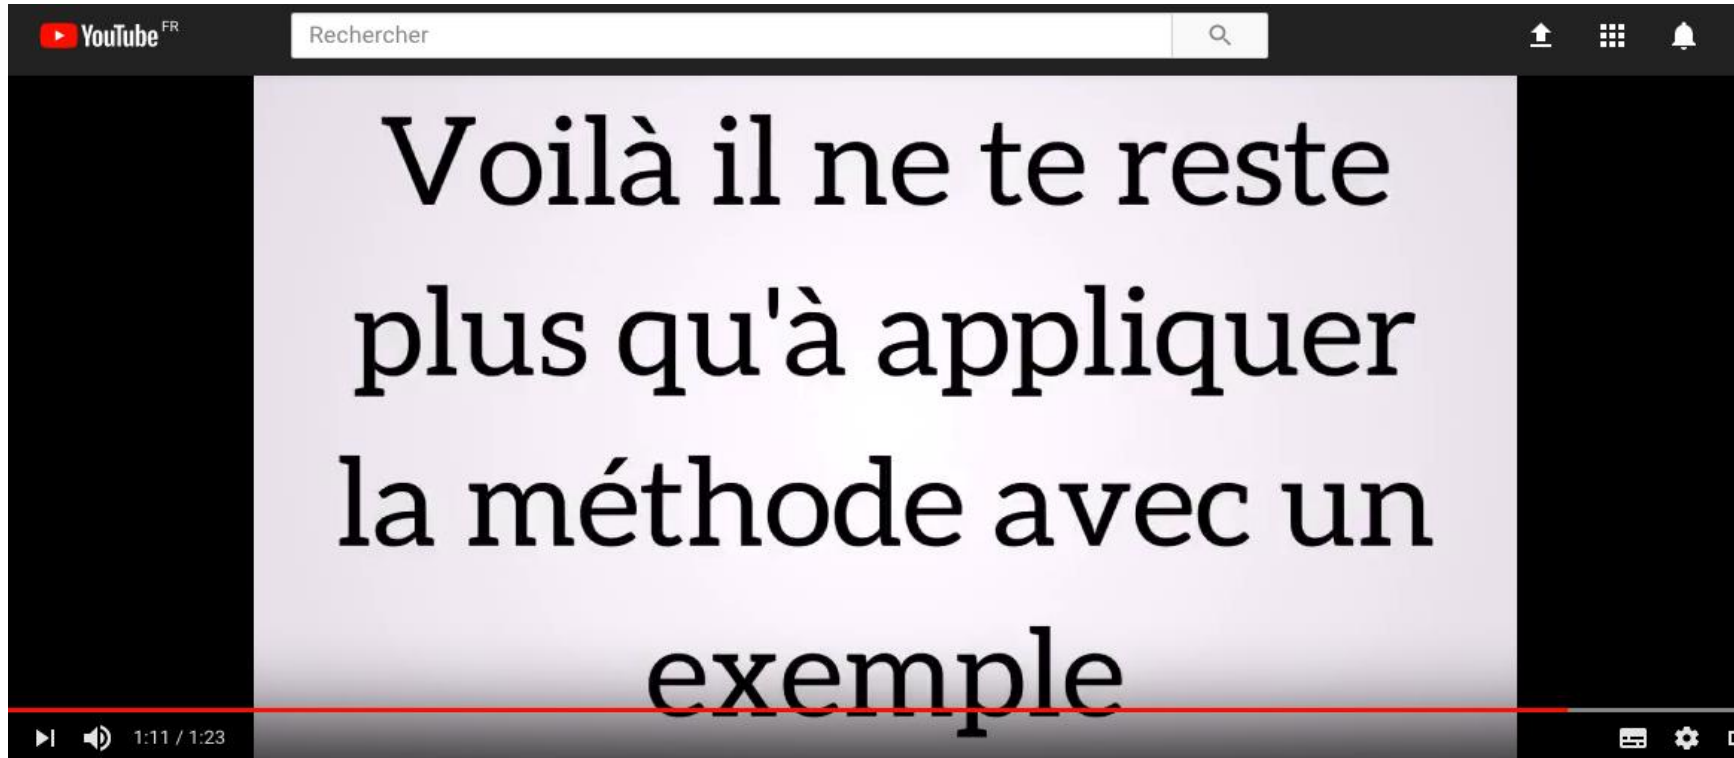 YouTube FR
Rechercher
Voilà il ne te reste
plus qu'à appliquer
la méthode avec un
exemple
1:11 / 1:23